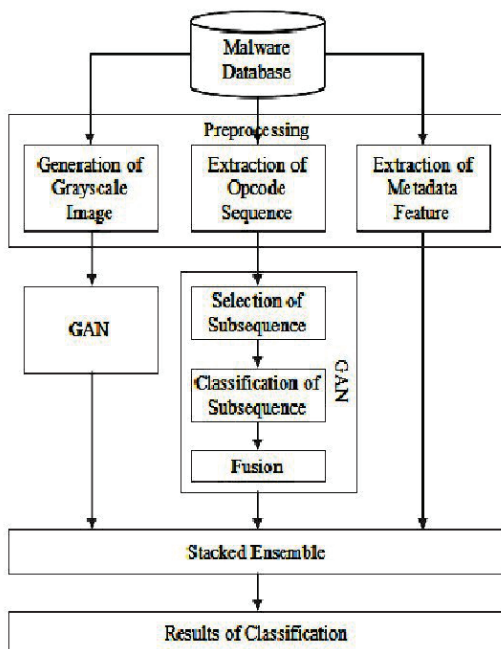 Malware
Database
Preprocessing
Generation of
Grayscale
Image
Extraction of
Opcode
Sequence
Extraction of
Metadada
Feature
GAN
Selection of
Subsequence
Classification of
Subsequence
Fusion
GAN
Stacked Ensemble
Results of Classification